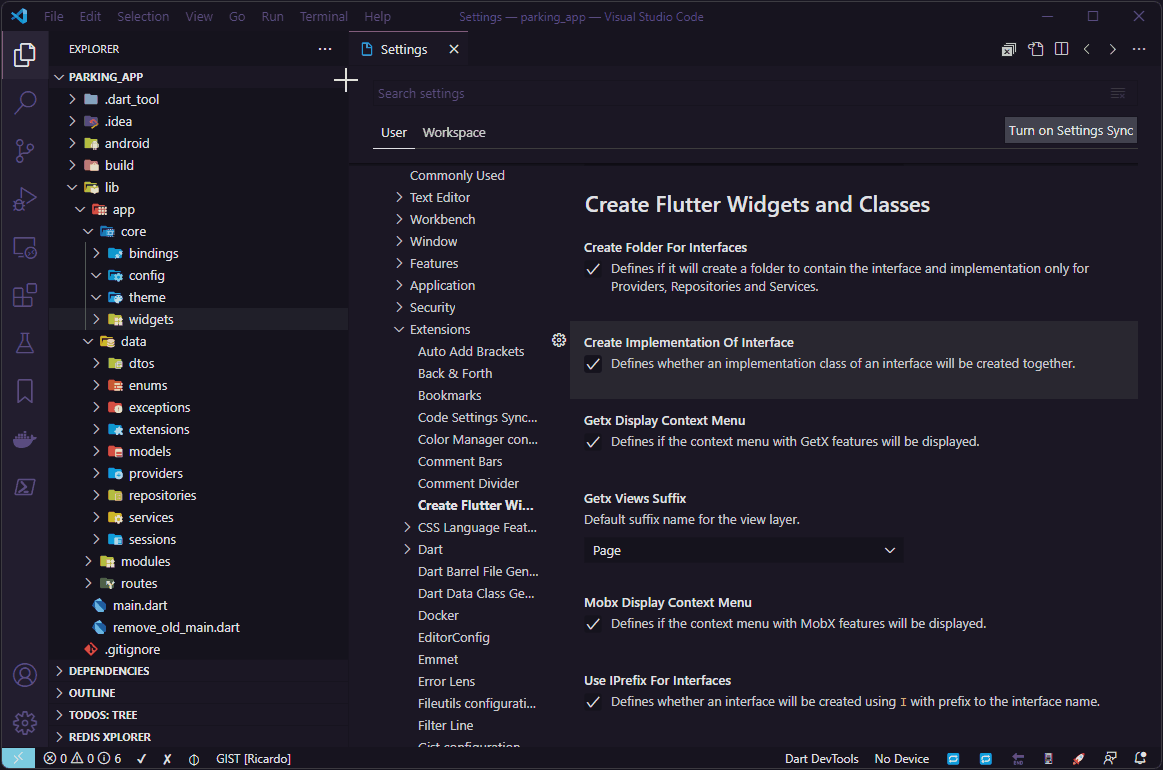 File Edit Selection View Go Run Terminal Help
Settings — parking_app — Visual Studio Code
EXPLORER
PARKING_APP
.dart_tool
.idea
android
build
lib
app
core
bindings
config
theme
widgets
data
dtos
enums
exceptions
extensions
models
providers
repositories
services
sessions
modules
routes
main.dart
remove_old_main.dart
.gitignore
DEPENDENCIES
OUTLINE
TODOS: TREE
REDIS XPLORER
Settings
Search settings
User Workspace
Turn on Settings Sync
Commonly Used
Text Editor
Workbench
Window
Features
Application
Security
Extensions
Auto Add Brackets
Back & Forth
Bookmarks
Code Settings Sync...
Color Manager con...
Comment Bars
Comment Divider
Create Flutter Wi...
CSS Language Feat...
Dart
Dart Barrel File Gen...
Dart Data Class Ge...
Docker
EditorConfig
Emmet
Error Lens
Fileutils configurati...
Filter Line
Gist configuration
Create Flutter Widgets and Classes
Create Folder For Interfaces
Defines if it will create a folder to contain the interface and implementation only for
Providers, Repositories and Services.
Create Implementation Of Interface
Defines whether an implementation class of an interface will be created together.
Getx Display Context Menu
Defines if the context menu with GetX features will be displayed.
Getx Views Suffix
Default suffix name for the view layer.
Page
Mobx Display Context Menu
Defines if the context menu with MobX features will be displayed.
Use IPrefix For Interfaces
Defines whether an interface will be created using I with prefix to the interface name.
0 0 6 GIST [Ricardo]
Dart DevTools No Device